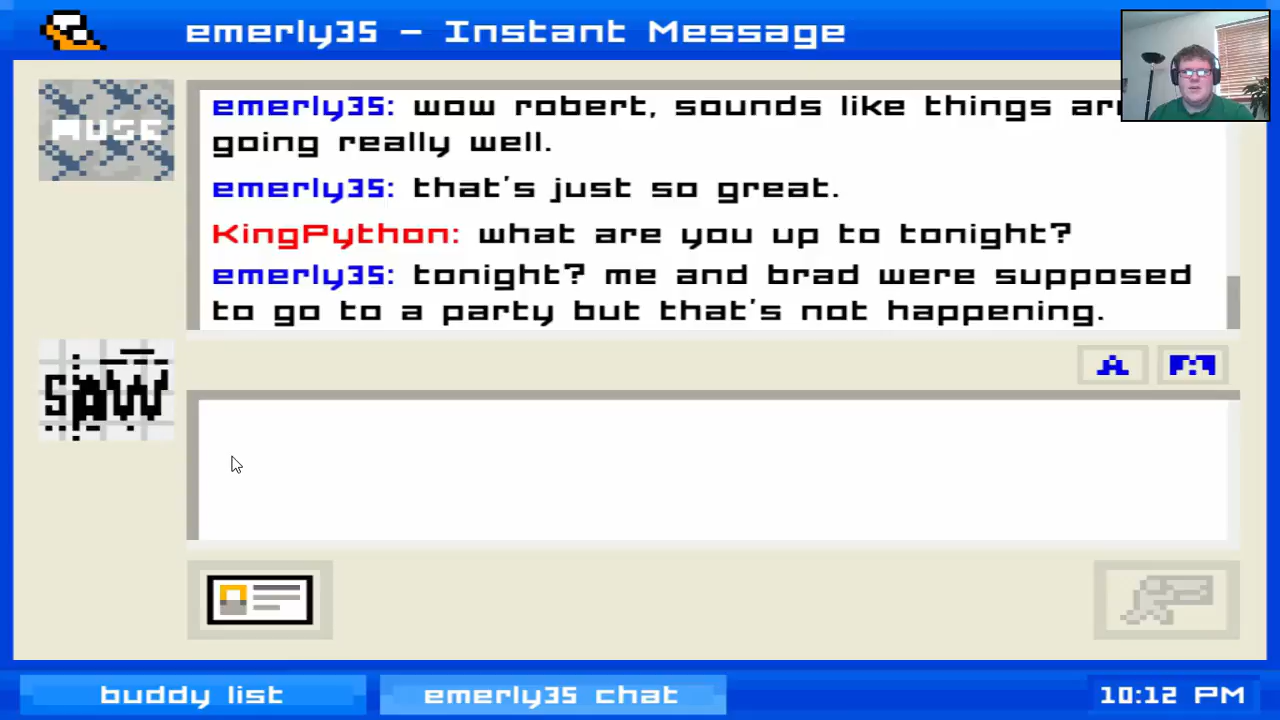 emerly35 - Instant Message
MUSE
emerly35: wow robert, sounds like things are
going really well.
emerly35: that's just so great.
KingPython: what are you up to tonight?
emerly35: tonight? me and brad were supposed
to go to a party but that's not happening.
SAW
A
buddy list
emerly35 chat
10:12 PM